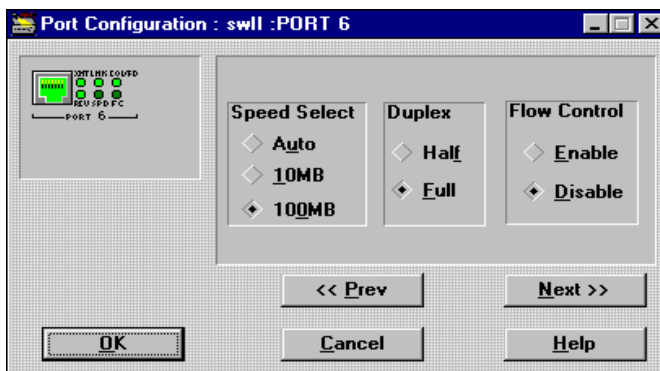 Port Configuration : swII :PORT 6
XMT LNK COL/FD
REV SPD FC
PORT 6
Speed Select
Auto
10MB
100MB
Duplex
Half
Full
Flow Control
Enable
Disable
<< Prev
Next >>
OK
Cancel
Help